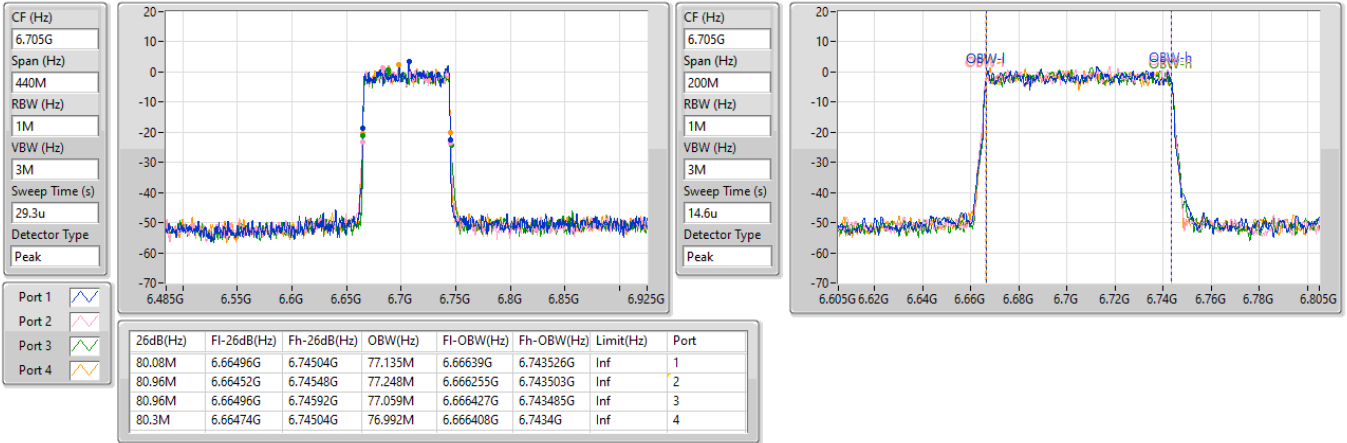 CF (Hz)
6.705G
Span (Hz)
440M
RBW (Hz)
1M
VBW (Hz)
3M
Sweep Time (s)
29.3u
Detector Type
Peak
20
10
0
-10
-20
-30
-40
-50
-60
-70
6.485G 6.55G 6.6G 6.65G 6.7G 6.75G 6.8G 6.85G 6.925G
CF (Hz)
6.705G
Span (Hz)
200M
RBW (Hz)
1M
VBW (Hz)
3M
Sweep Time (s)
14.6u
Detector Type
Peak
20
10
0
-10
-20
-30
-40
-50
-60
-70
OBW-l OBW-h
OBW-h
6.605G 6.62G 6.64G 6.66G 6.68G 6.7G 6.72G 6.74G 6.76G 6.78G 6.805G
Port 1
Port 2
Port 3
Port 4
26dB(Hz) Fl-26dB(Hz) Fh-26dB(Hz) OBW(Hz) Fl-OBW(Hz) Fh-OBW(Hz) Limit(Hz) Port
80.08M 6.66496G 6.74504G 77.135M 6.66639G 6.743526G Inf 1
80.96M 6.66452G 6.74548G 77.248M 6.666255G 6.743503G Inf 2
80.96M 6.66496G 6.74592G 77.059M 6.666427G 6.743485G Inf 3
80.3M 6.66474G 6.74504G 76.992M 6.666408G 6.7434G Inf 4